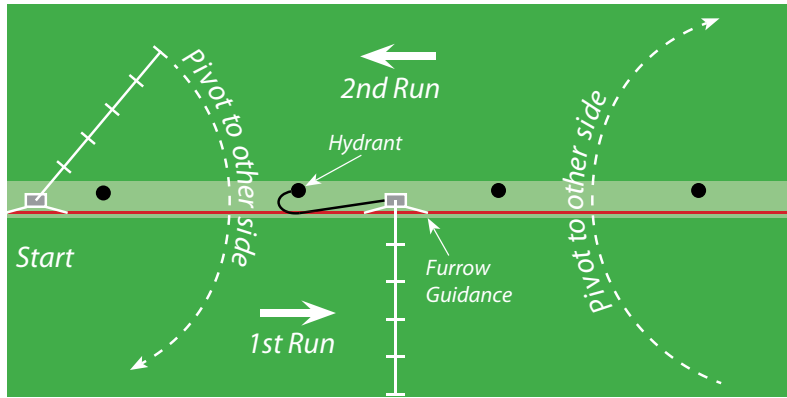 Pivot to other side
2nd Run
Pivot to other side
Hydrant
Start
Furrow
Guidance
1st Run